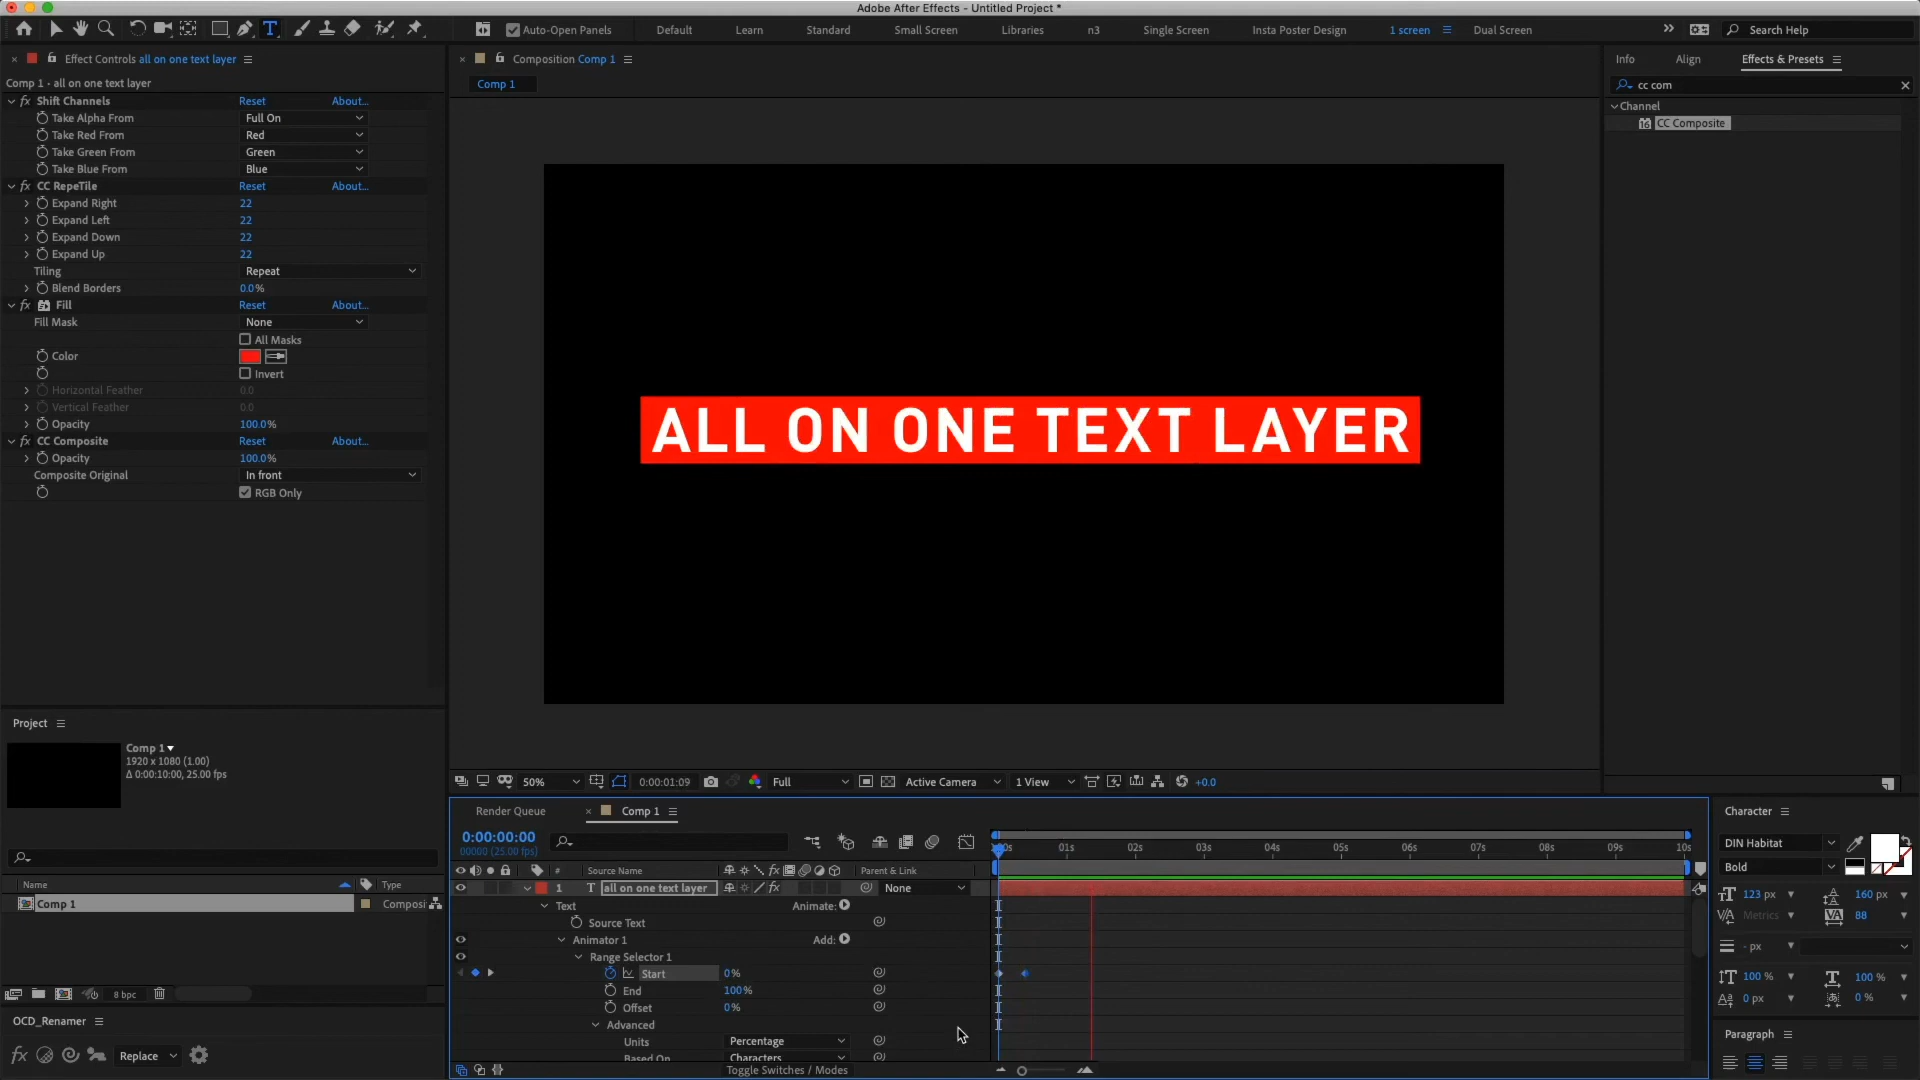 Adobe After Effects - Untitled Project *
Auto-Open Panels
Default
Learn
Standard
Small Screen
Libraries
n3
Single Screen
Insta Poster Design
1 screen
Dual Screen
Search Help
Effect Controls all on one text layer
Comp 1 · all on one text layer
fx Shift Channels Reset About...
Take Alpha From Full On
Take Red From Red
Take Green From Green
Take Blue From Blue
fx CC RepeTile Reset About...
Expand Right 22
Expand Left 22
Expand Down 22
Expand Up 22
Tiling Repeat
Blend Borders 0.0%
fx Fill Reset About...
Fill Mask None
All Masks
Color
Invert
Horizontal Feather 0.0
Vertical Feather 0.0
Opacity 100.0%
fx CC Composite Reset About...
Opacity 100.0%
Composite Original In front
RGB Only
Composition Comp 1
Comp 1
ALL ON ONE TEXT LAYER
50%
0:00:01:09
Full
Active Camera
1 View
+0.0
Info
Align
Effects & Presets
cc com
Channel
16 CC Composite
Project
Comp 1
1920 x 1080 (1.00)
Δ 0:00:10:00, 25.00 fps
Name Type
Comp 1 Composi
8 bpc
OCD_Renamer
fx Replace
Render Queue
Comp 1
0:00:00:00
00000 (25.00 fps)
# Source Name fx Parent & Link
1 T all on one text layer fx None
Text Animate:
Source Text
Animator 1 Add:
Range Selector 1
Start 0%
End 100%
Offset 0%
Advanced
Units Percentage
Based On Characters
Toggle Switches / Modes
01s 02s 03s 04s 05s 06s 07s 08s 09s 10s
Character
DIN Habitat
Bold
123 px 160 px
Metrics 88
- px
100 % 100 %
0 px 0 %
Paragraph